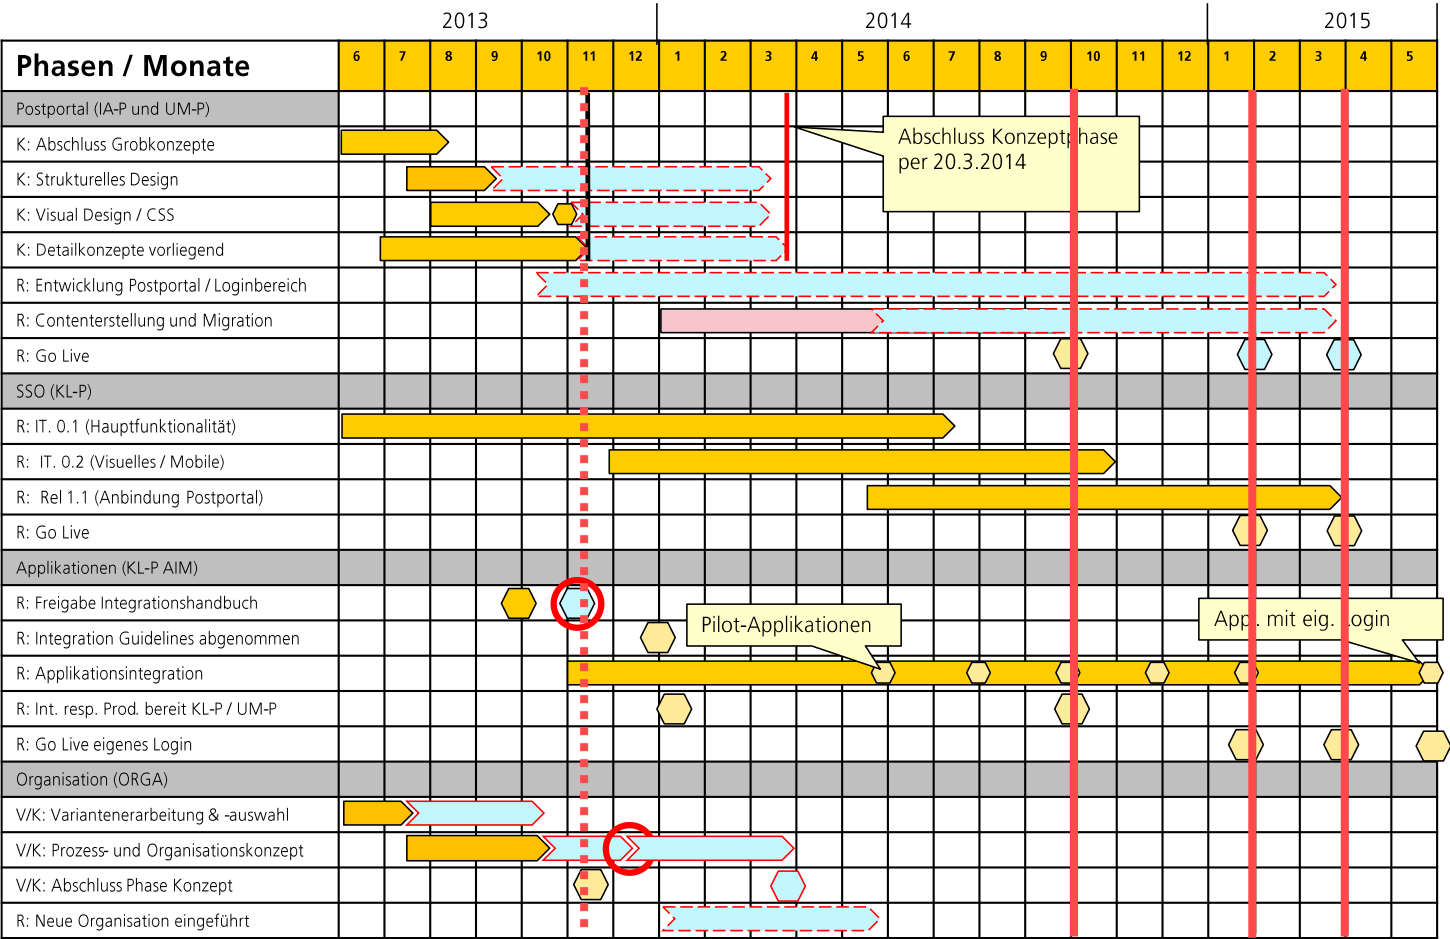 2013 2014 2015
Phasen / Monate 6 7 8 9 10 11 12 1 2 3 4 5 6 7 8 9 10 11 12 1 2 3 4 5
Postportal (IA-P und UM-P)
K: Abschluss Grobkonzepte
Abschluss Konzeptphase
per 20.3.2014
K: Strukturelles Design
K: Visual Design / CSS
K: Detailkonzepte vorliegend
R: Entwicklung Postportal / Loginbereich
R: Contenterstellung und Migration
R: Go Live
SSO (KL-P)
R: IT. 0.1 (Hauptfunktionalität)
R: IT. 0.2 (Visuelles / Mobile)
R: Rel 1.1 (Anbindung Postportal)
R: Go Live
Applikationen (KL-P AIM)
R: Freigabe Integrationshandbuch
Pilot-Applikationen
App. mit eig. Login
R: Integration Guidelines abgenommen
R: Applikationsintegration
R: Int. resp. Prod. bereit KL-P / UM-P
R: Go Live eigenes Login
Organisation (ORGA)
V/K: Variantenerarbeitung & -auswahl
V/K: Prozess- und Organisationskonzept
V/K: Abschluss Phase Konzept
R: Neue Organisation eingeführt